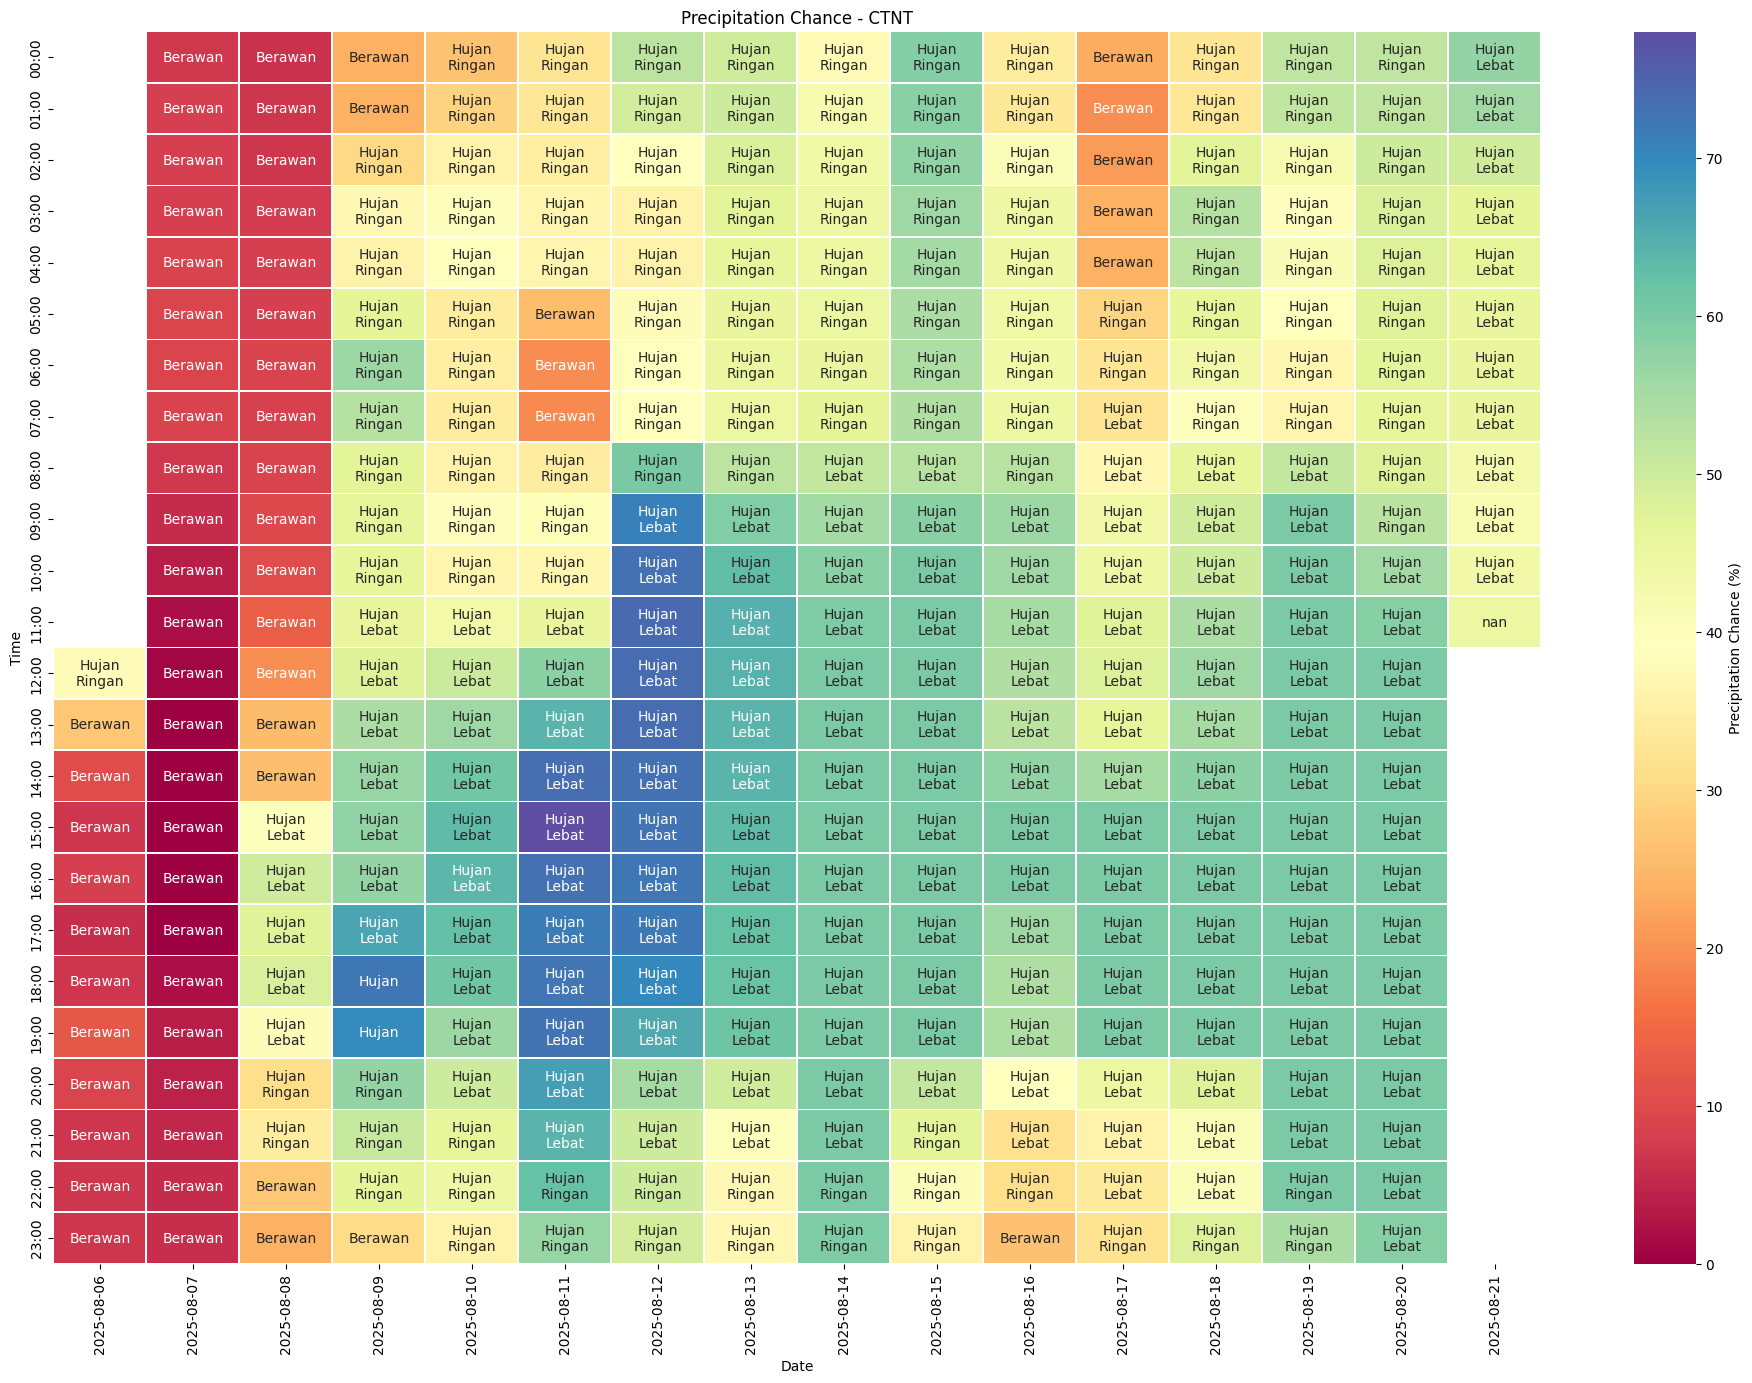 Precipitation Chance - CTNT
00:00 Berawan Berawan Berawan Hujan Ringan Hujan Ringan Hujan Ringan Hujan Ringan Hujan Ringan Hujan Ringan Hujan Ringan Berawan Hujan Ringan Hujan Ringan Hujan Ringan Hujan Lebat
01:00 Berawan Berawan Berawan Hujan Ringan Hujan Ringan Hujan Ringan Hujan Ringan Hujan Ringan Hujan Ringan Hujan Ringan Berawan Hujan Ringan Hujan Ringan Hujan Ringan Hujan Lebat
02:00 Berawan Berawan Hujan Ringan Hujan Ringan Hujan Ringan Hujan Ringan Hujan Ringan Hujan Ringan Hujan Ringan Hujan Ringan Berawan Hujan Ringan Hujan Ringan Hujan Ringan Hujan Lebat
03:00 Berawan Berawan Hujan Ringan Hujan Ringan Hujan Ringan Hujan Ringan Hujan Ringan Hujan Ringan Hujan Ringan Hujan Ringan Berawan Hujan Ringan Hujan Ringan Hujan Ringan Hujan Lebat
04:00 Berawan Berawan Hujan Ringan Hujan Ringan Hujan Ringan Hujan Ringan Hujan Ringan Hujan Ringan Hujan Ringan Hujan Ringan Berawan Hujan Ringan Hujan Ringan Hujan Ringan Hujan Lebat
05:00 Berawan Berawan Hujan Ringan Hujan Ringan Berawan Hujan Ringan Hujan Ringan Hujan Ringan Hujan Ringan Hujan Ringan Hujan Ringan Hujan Ringan Hujan Ringan Hujan Ringan Hujan Lebat
06:00 Berawan Berawan Hujan Ringan Hujan Ringan Berawan Hujan Ringan Hujan Ringan Hujan Ringan Hujan Ringan Hujan Ringan Hujan Ringan Hujan Ringan Hujan Ringan Hujan Ringan Hujan Lebat
07:00 Berawan Berawan Hujan Ringan Hujan Ringan Berawan Hujan Ringan Hujan Ringan Hujan Ringan Hujan Ringan Hujan Ringan Hujan Lebat Hujan Ringan Hujan Ringan Hujan Ringan Hujan Lebat
08:00 Berawan Berawan Hujan Ringan Hujan Ringan Hujan Ringan Hujan Ringan Hujan Ringan Hujan Lebat Hujan Lebat Hujan Ringan Hujan Lebat Hujan Lebat Hujan Lebat Hujan Ringan Hujan Lebat
09:00 Berawan Berawan Hujan Ringan Hujan Ringan Hujan Ringan Hujan Lebat Hujan Lebat Hujan Lebat Hujan Lebat Hujan Lebat Hujan Lebat Hujan Lebat Hujan Lebat Hujan Ringan Hujan Lebat
10:00 Berawan Berawan Hujan Ringan Hujan Ringan Hujan Ringan Hujan Lebat Hujan Lebat Hujan Lebat Hujan Lebat Hujan Lebat Hujan Lebat Hujan Lebat Hujan Lebat Hujan Lebat Hujan Lebat
11:00 Berawan Berawan Hujan Lebat Hujan Lebat Hujan Lebat Hujan Lebat Hujan Lebat Hujan Lebat Hujan Lebat Hujan Lebat Hujan Lebat Hujan Lebat Hujan Lebat Hujan Lebat nan
12:00 Hujan Ringan Berawan Berawan Hujan Lebat Hujan Lebat Hujan Lebat Hujan Lebat Hujan Lebat Hujan Lebat Hujan Lebat Hujan Lebat Hujan Lebat Hujan Lebat Hujan Lebat Hujan Lebat
13:00 Berawan Berawan Berawan Hujan Lebat Hujan Lebat Hujan Lebat Hujan Lebat Hujan Lebat Hujan Lebat Hujan Lebat Hujan Lebat Hujan Lebat Hujan Lebat Hujan Lebat Hujan Lebat
14:00 Berawan Berawan Berawan Hujan Lebat Hujan Lebat Hujan Lebat Hujan Lebat Hujan Lebat Hujan Lebat Hujan Lebat Hujan Lebat Hujan Lebat Hujan Lebat Hujan Lebat Hujan Lebat
15:00 Berawan Berawan Hujan Lebat Hujan Lebat Hujan Lebat Hujan Lebat Hujan Lebat Hujan Lebat Hujan Lebat Hujan Lebat Hujan Lebat Hujan Lebat Hujan Lebat Hujan Lebat Hujan Lebat
16:00 Berawan Berawan Hujan Lebat Hujan Lebat Hujan Lebat Hujan Lebat Hujan Lebat Hujan Lebat Hujan Lebat Hujan Lebat Hujan Lebat Hujan Lebat Hujan Lebat Hujan Lebat Hujan Lebat
17:00 Berawan Berawan Hujan Lebat Hujan Lebat Hujan Lebat Hujan Lebat Hujan Lebat Hujan Lebat Hujan Lebat Hujan Lebat Hujan Lebat Hujan Lebat Hujan Lebat Hujan Lebat Hujan Lebat
18:00 Berawan Berawan Hujan Lebat Hujan Hujan Lebat Hujan Lebat Hujan Lebat Hujan Lebat Hujan Lebat Hujan Lebat Hujan Lebat Hujan Lebat Hujan Lebat Hujan Lebat Hujan Lebat
19:00 Berawan Berawan Hujan Lebat Hujan Hujan Lebat Hujan Lebat Hujan Lebat Hujan Lebat Hujan Lebat Hujan Lebat Hujan Lebat Hujan Lebat Hujan Lebat Hujan Lebat Hujan Lebat
20:00 Berawan Berawan Hujan Ringan Hujan Ringan Hujan Lebat Hujan Lebat Hujan Lebat Hujan Lebat Hujan Lebat Hujan Lebat Hujan Lebat Hujan Lebat Hujan Lebat Hujan Lebat Hujan Lebat
21:00 Berawan Berawan Hujan Ringan Hujan Ringan Hujan Ringan Hujan Lebat Hujan Lebat Hujan Lebat Hujan Lebat Hujan Ringan Hujan Lebat Hujan Lebat Hujan Lebat Hujan Lebat Hujan Lebat
22:00 Berawan Berawan Berawan Hujan Ringan Hujan Ringan Hujan Ringan Hujan Ringan Hujan Ringan Hujan Ringan Hujan Ringan Hujan Ringan Hujan Lebat Hujan Lebat Hujan Ringan Hujan Lebat
23:00 Berawan Berawan Berawan Berawan Hujan Ringan Hujan Ringan Hujan Ringan Hujan Ringan Hujan Ringan Hujan Ringan Berawan Hujan Ringan Hujan Ringan Hujan Ringan Hujan Lebat
Time
2025-08-06 2025-08-07 2025-08-08 2025-08-09 2025-08-10 2025-08-11 2025-08-12 2025-08-13 2025-08-14 2025-08-15 2025-08-16 2025-08-17 2025-08-18 2025-08-19 2025-08-20 2025-08-21
Date
70
60
50
40
30
20
10
0
Precipitation Chance (%)